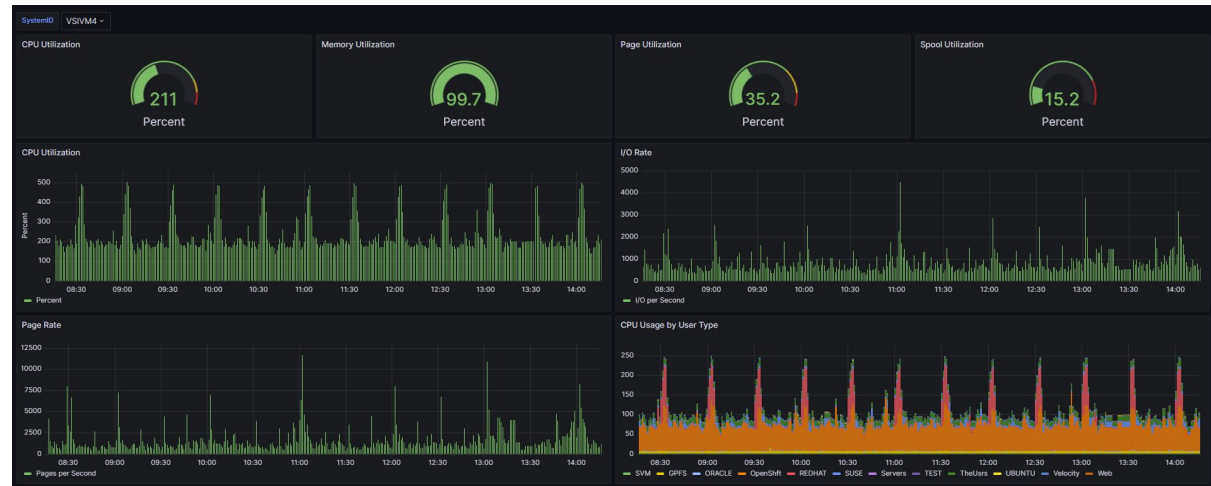 SystemID VSIVM4
CPU Utilization
Memory Utilization
Page Utilization
Spool Utilization
211
Percent
99.7
Percent
35.2
Percent
15.2
Percent
CPU Utilization
500
400
300
200
100
0
Percent
08:30 09:00 09:30 10:00 10:30 11:00 11:30 12:00 12:30 13:00 13:30 14:00
Percent
I/O Rate
5000
4000
3000
2000
1000
0
08:30 09:00 09:30 10:00 10:30 11:00 11:30 12:00 12:30 13:00 13:30 14:00
I/O per Second
Page Rate
12500
10000
7500
5000
2500
0
08:30 09:00 09:30 10:00 10:30 11:00 11:30 12:00 12:30 13:00 13:30 14:00
Pages per Second
CPU Usage by User Type
250
200
150
100
50
0
08:30 09:00 09:30 10:00 10:30 11:00 11:30 12:00 12:30 13:00 13:30 14:00
SVM GPFS ORACLE OpenShft REDHAT SUSE Servers TEST TheUsrs UBUNTU Velocity Web